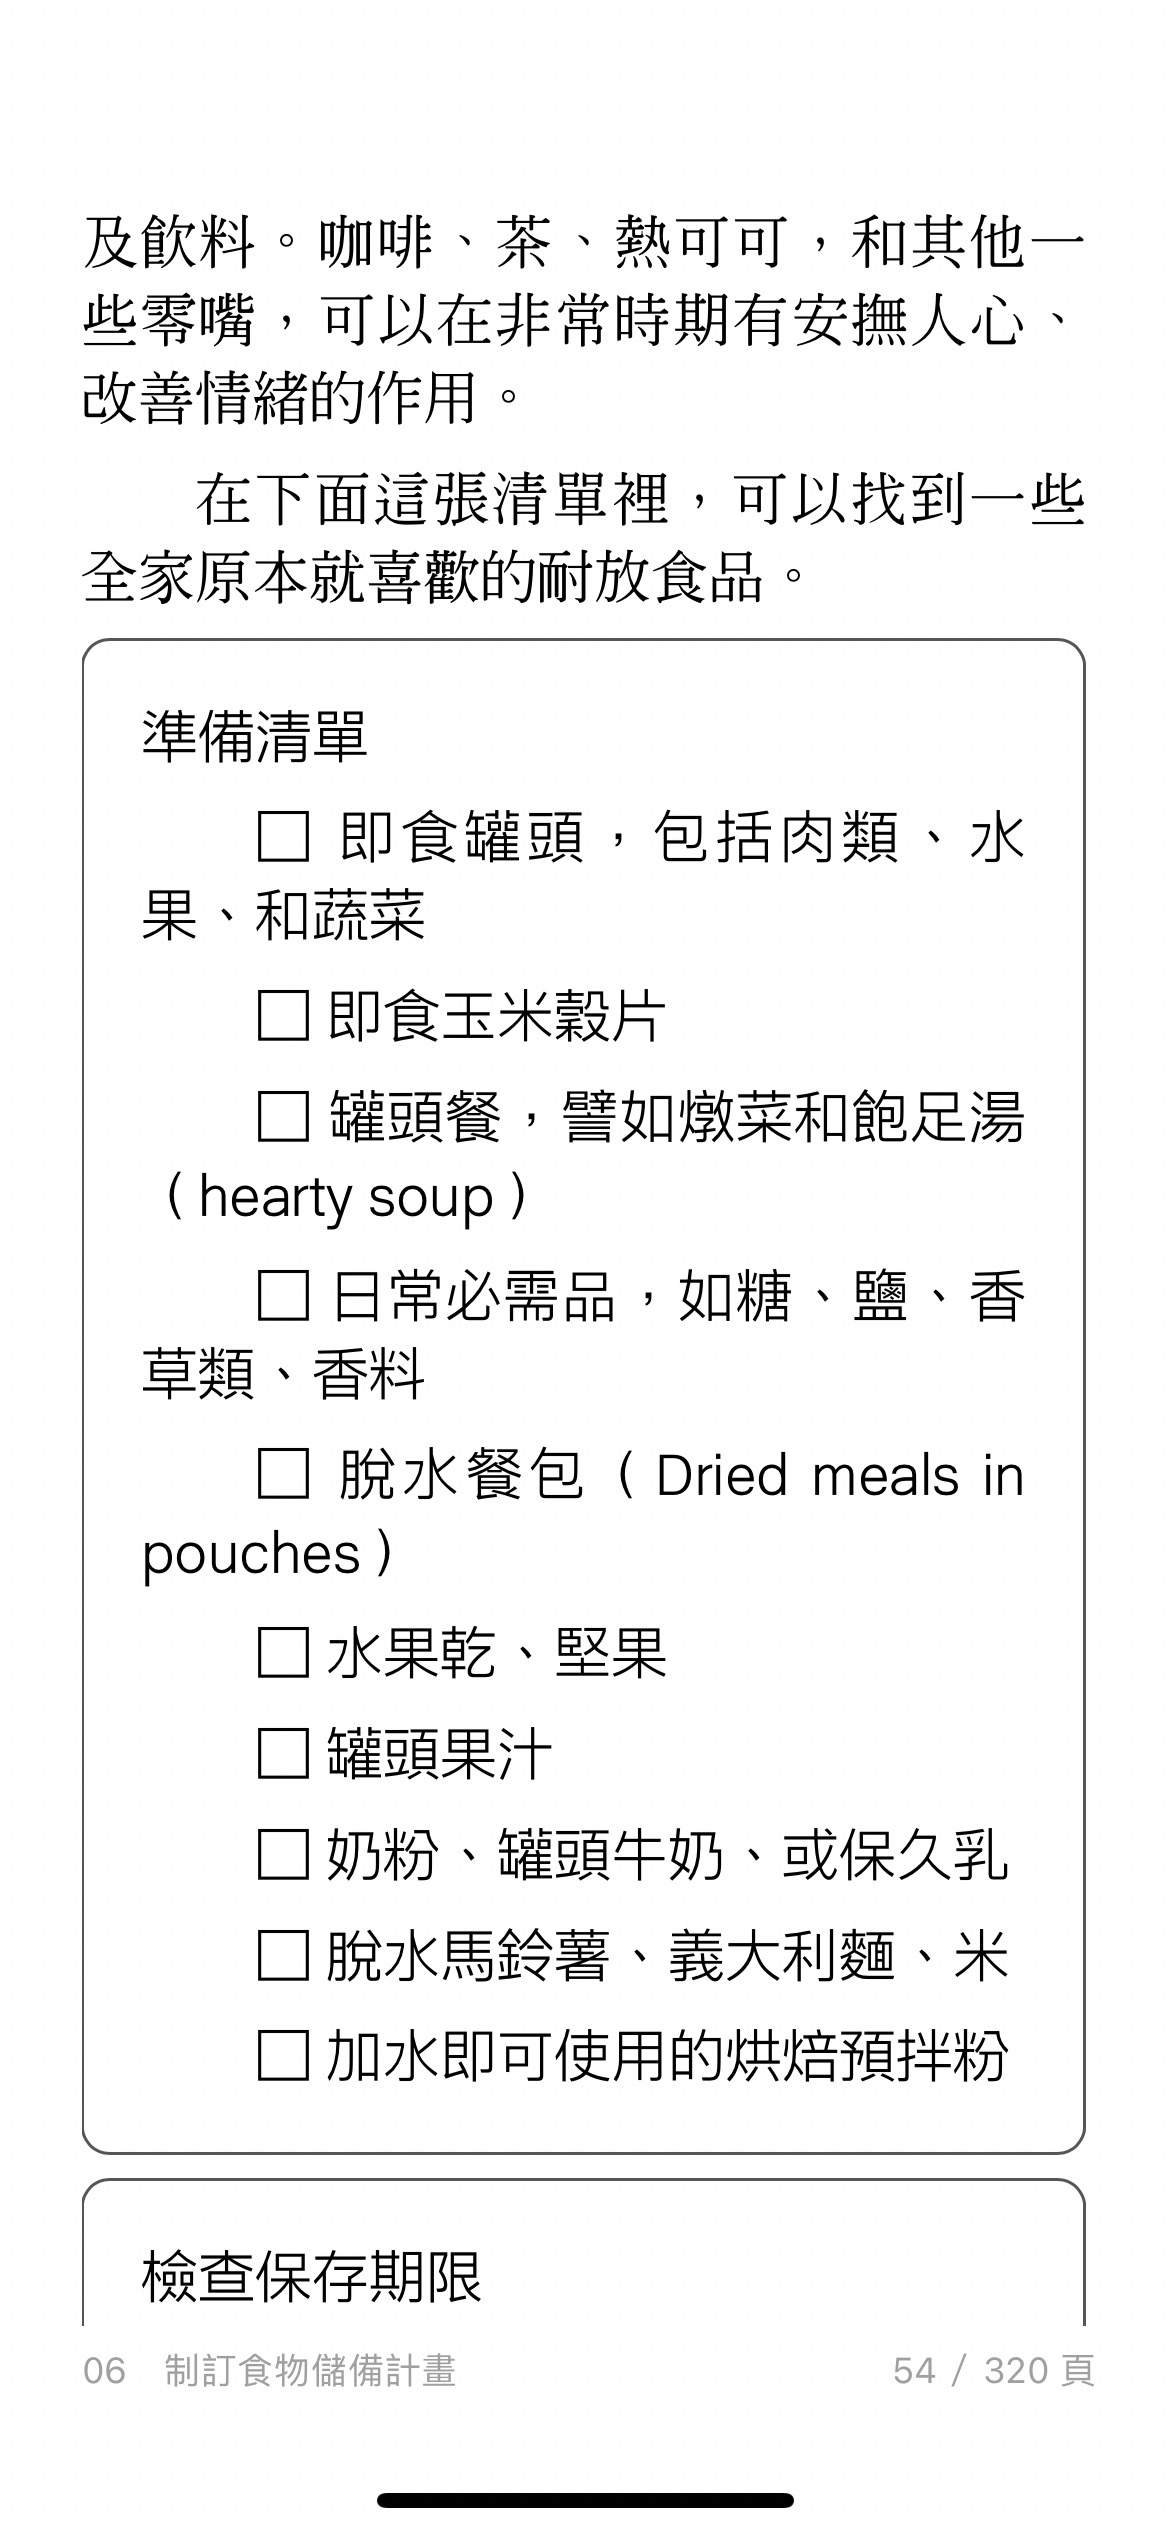 及飲料。咖啡、茶、熱可可，和其他一
些零嘴，可以在非常時期有安撫人心、
改善情緒的作用。
在下面這張清單裡，可以找到一些
全家原本就喜歡的耐放食品。
準備清單
□ 即食罐頭，包括肉類、水
果、和蔬菜
□ 即食玉米穀片
□ 罐頭餐，譬如燉菜和飽足湯
（hearty soup）
□ 日常必需品，如糖、鹽、香
草類、香料
□ 脫水餐包（Dried meals in
pouches）
□ 水果乾、堅果
□ 罐頭果汁
□ 奶粉、罐頭牛奶、或保久乳
□ 脫水馬鈴薯、義大利麵、米
□ 加水即可使用的烘焙預拌粉
檢查保存期限
06 制訂食物儲備計畫 54 / 320 頁